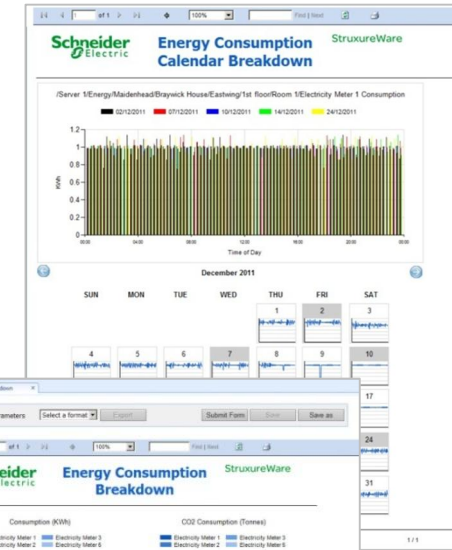 1 of 1 100% Find | Next
Schneider Electric
Energy Consumption
Calendar Breakdown
StruxureWare
/Server 1/Energy/Maidenhead/Braywick House/Eastwing/1st floor/Room 1/Electricity Meter 1 Consumption
02/12/2011 07/12/2011 10/12/2011 14/12/2011 24/12/2011
1.2
1
0.8
0.6
0.4
0.2
0
KWh
00:00 04:00 08:00 12:00 16:00 20:00 00:00
Time of Day
December 2011
SUN MON TUE WED THU FRI SAT
1 2 3
4 5 6 7 8 9 10
17
24
31
down ×
rameters Select a format Export Submit Form Save Save as
of 1 100% Find | Next
eider
lectric
Energy Consumption
Breakdown
StruxureWare
Consumption (KWh) CO2 Consumption (Tonnes)
ctricity Meter 1 Electricity Meter 3 Electricity Meter 1 Electricity Meter 3
ctricity Meter 2 Electricity Meter 6 Electricity Meter 2 Electricity Meter 6
1 / 1